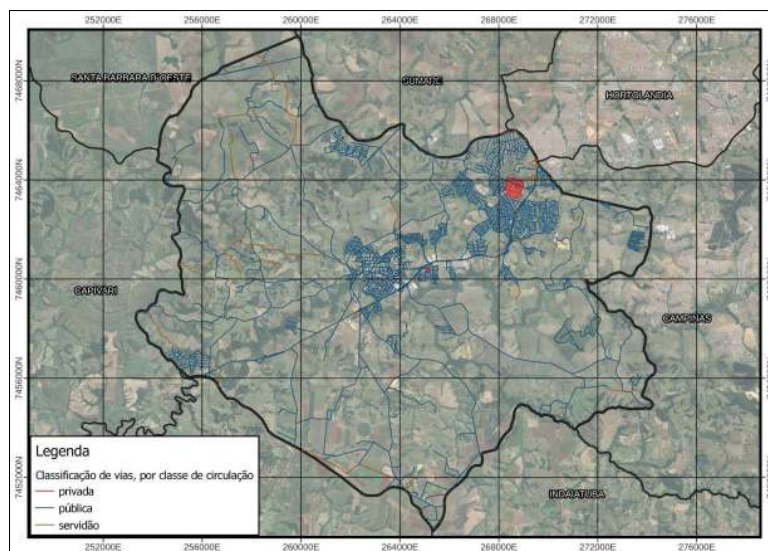 252000E 256000E 260000E 264000E 268000E 272000E 276000E
SANTA BARBARA D'OESTE
SUMARE
HORTOLANDIA
7468000N
7464000N
7460000N
7456000N
7452000N
CAPIVARI
CAMPINAS
INDAIATUBA
Legenda
Classificação de vias, por classe de circulação
privada
pública
servidão
252000E 256000E 260000E 264000E 268000E 272000E 276000E